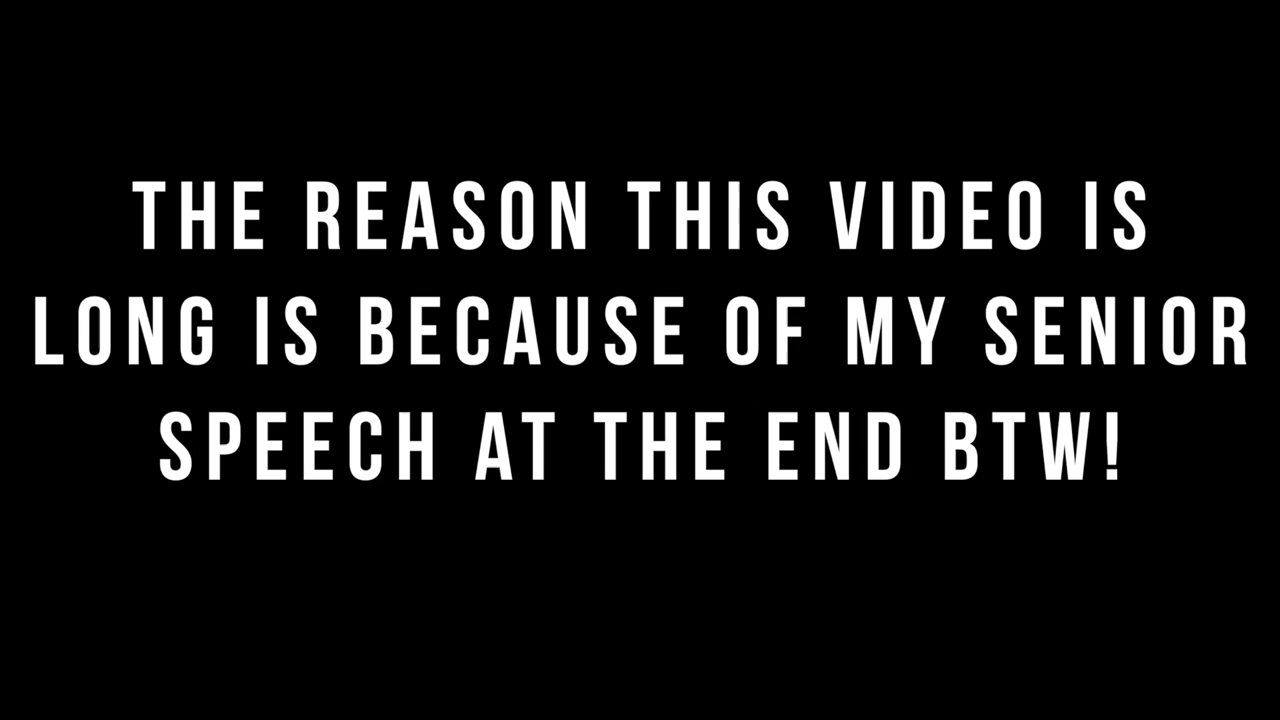 THE REASON THIS VIDEO IS
LONG IS BECAUSE OF MY SENIOR
SPEECH AT THE END BTW!